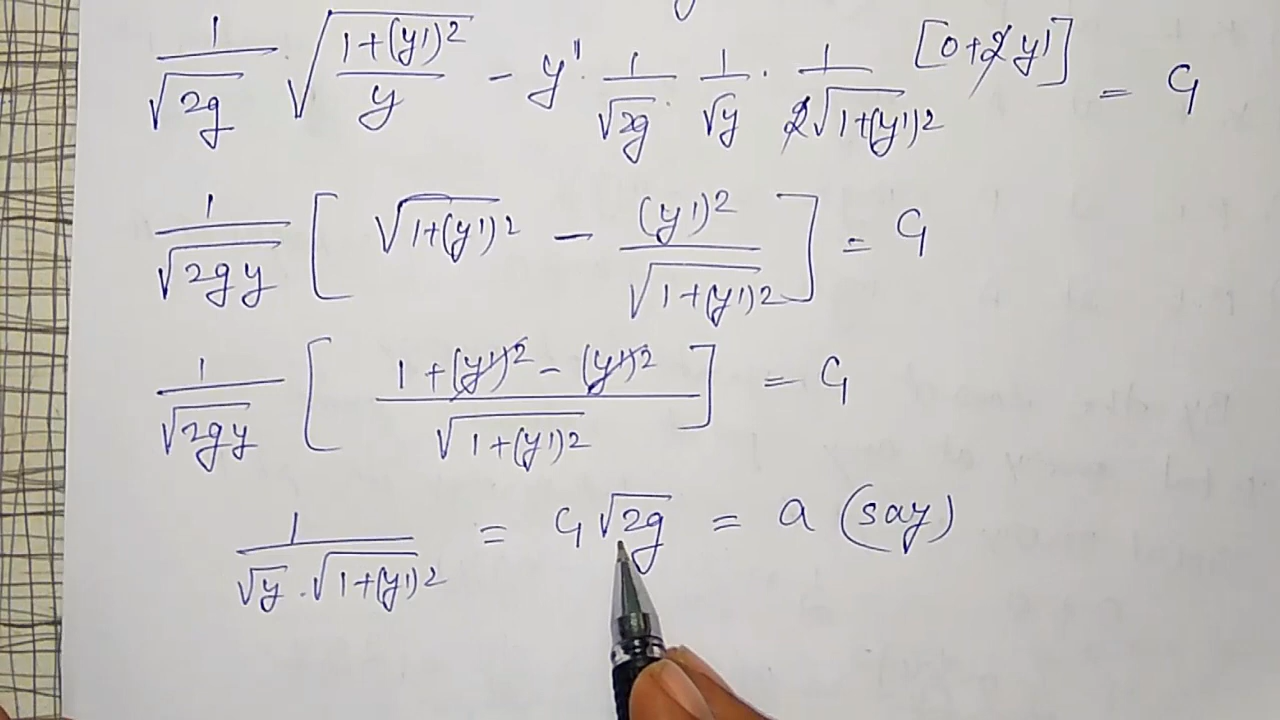 1/√2g · √((1+(y')²)/y) − y' · 1/√2g · 1/√y · 1/(2√(1+(y')²)) [0+2y'] = C₁
1/√2gy [ √(1+(y')²) − (y')²/√(1+(y')²) ] = C₁
1/√2gy [ (1+(y')² − (y')²)/√(1+(y')²) ] = C₁
1/(√y · √(1+(y')²)) = C₁√2g = a (say)